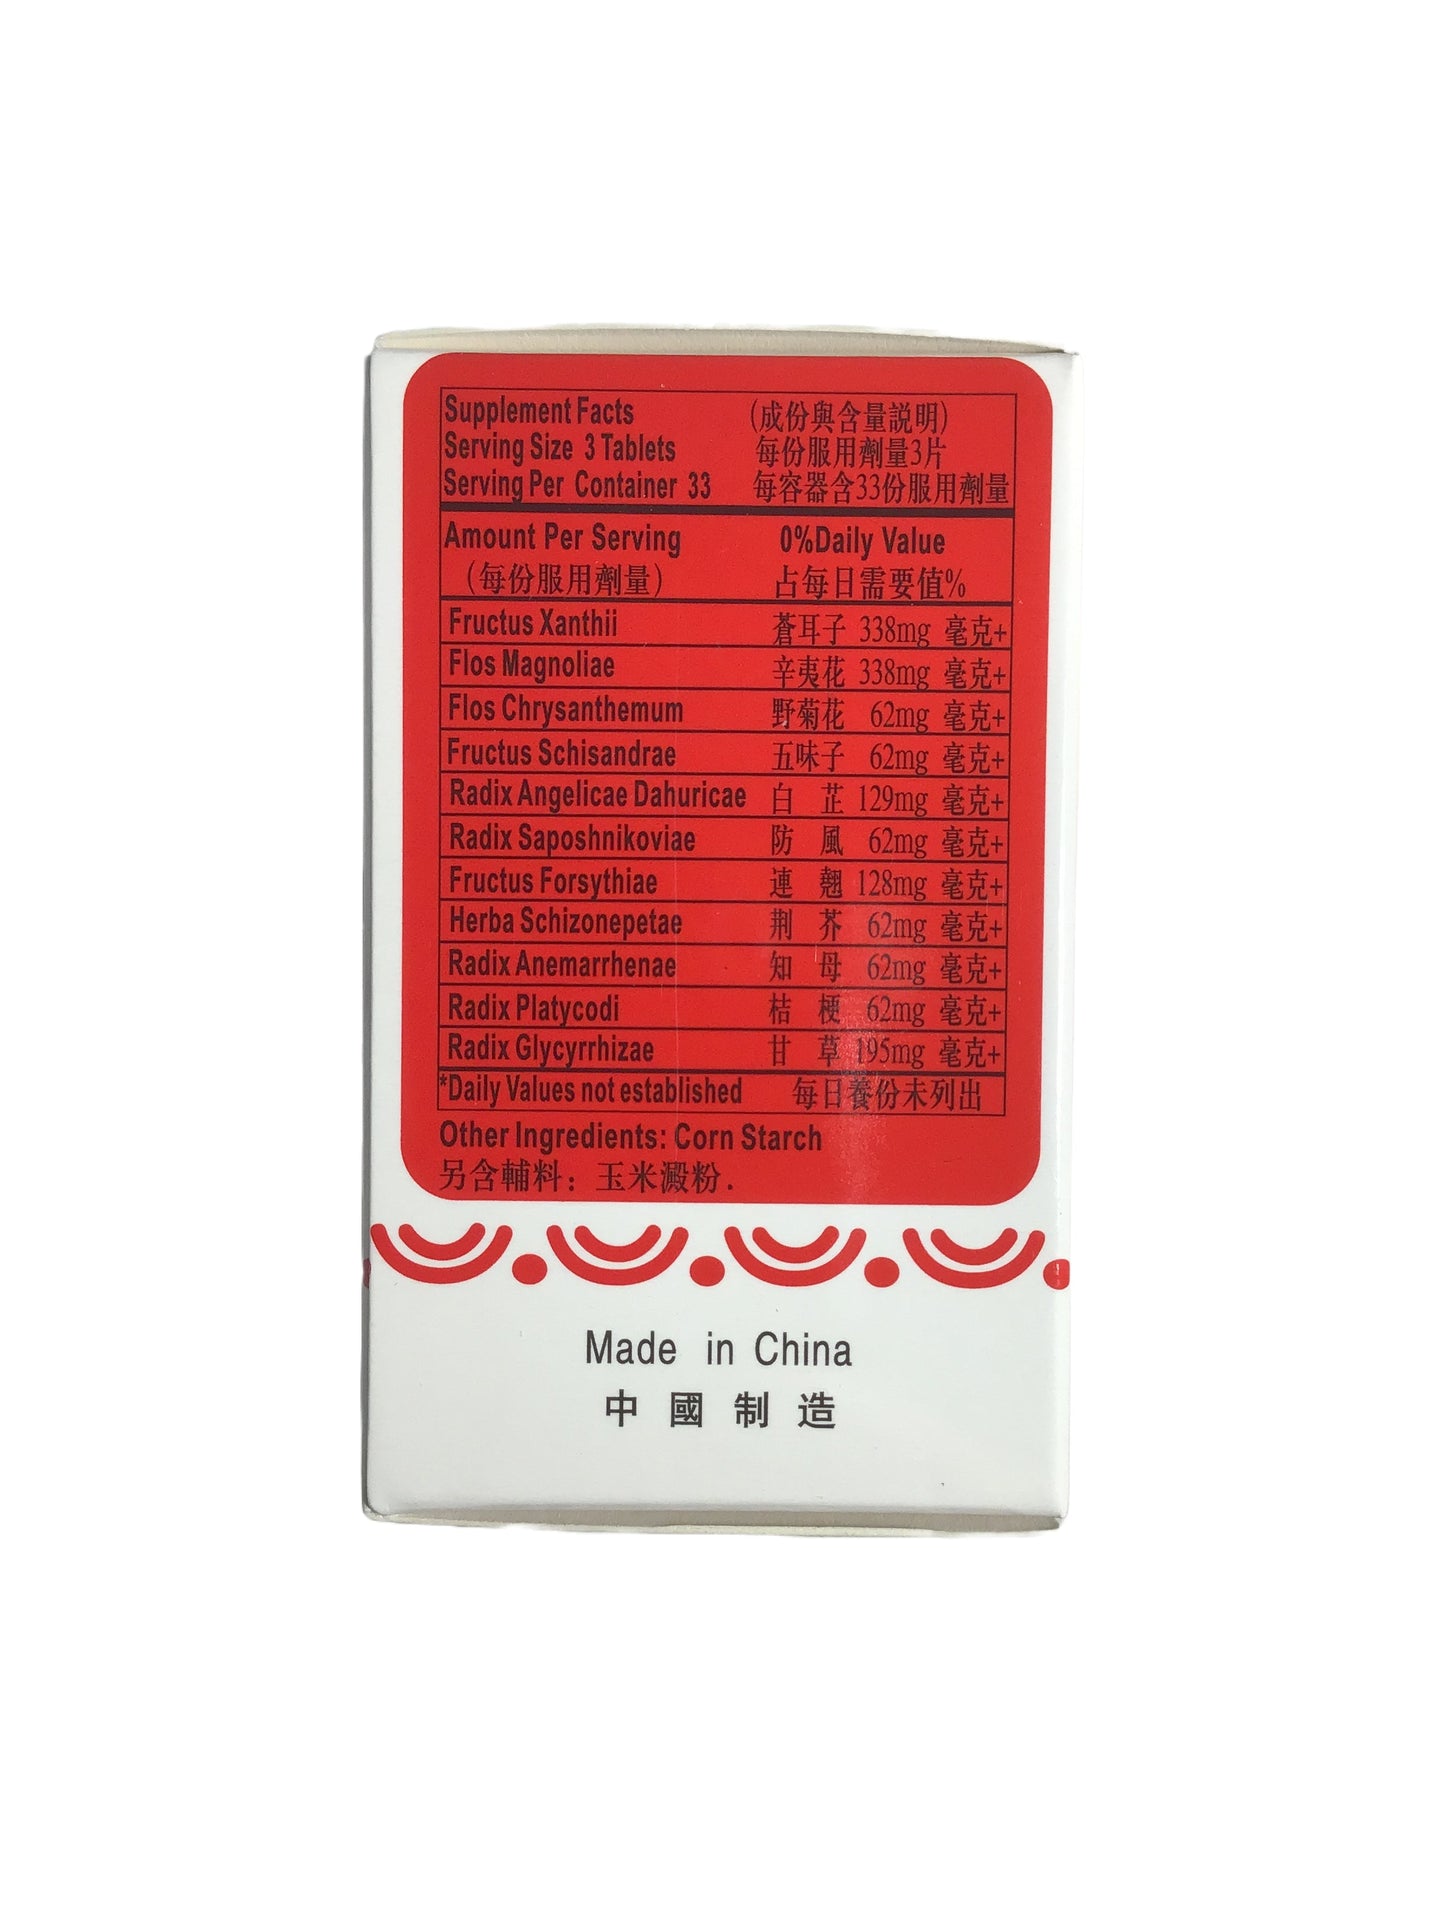 Supplement Facts (成份與含量説明)
Serving Size 3 Tablets 每份服用劑量3片
Serving Per Container 33 每容器含33份服用劑量
Amount Per Serving 0%Daily Value
（每份服用劑量） 占每日需要值%
Fructus Xanthii 蒼耳子 338mg 毫克+
Flos Magnoliae 辛夷花 338mg 毫克+
Flos Chrysanthemum 野菊花 62mg 毫克+
Fructus Schisandrae 五味子 62mg 毫克+
Radix Angelicae Dahuricae 白芷 129mg 毫克+
Radix Saposhnikoviae 防風 62mg 毫克+
Fructus Forsythiae 連翹 128mg 毫克+
Herba Schizonepetae 荆芥 62mg 毫克+
Radix Anemarrhenae 知母 62mg 毫克+
Radix Platycodi 桔梗 62mg 毫克+
Radix Glycyrrhizae 甘草 195mg 毫克+
*Daily Values not established 每日養份未列出
Other Ingredients: Corn Starch
另含輔料：玉米澱粉.
Made in China
中國制造